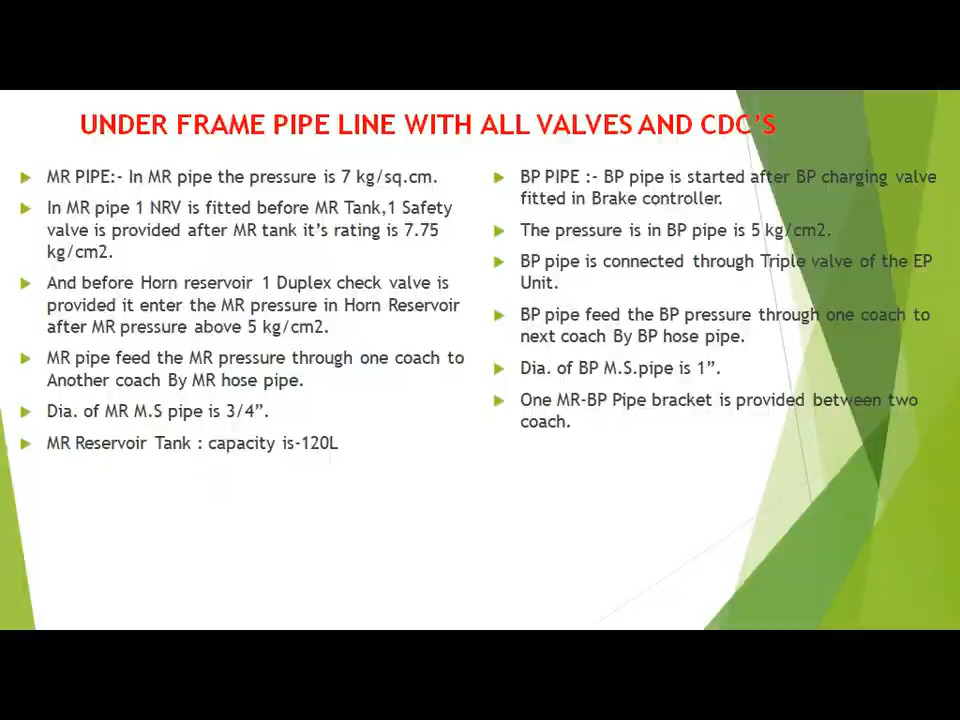 UNDER FRAME PIPE LINE WITH ALL VALVES AND CDC'S
MR PIPE:- In MR pipe the pressure is 7 kg/sq.cm.
In MR pipe 1 NRV is fitted before MR Tank,1 Safety
valve is provided after MR tank it's rating is 7.75
kg/cm2.
And before Horn reservoir 1 Duplex check valve is
provided it enter the MR pressure in Horn Reservoir
after MR pressure above 5 kg/cm2.
MR pipe feed the MR pressure through one coach to
Another coach By MR hose pipe.
Dia. of MR M.S pipe is 3/4”.
MR Reservoir Tank : capacity is-120L
BP PIPE :- BP pipe is started after BP charging valve
fitted in Brake controller.
The pressure is in BP pipe is 5 kg/cm2.
BP pipe is connected through Triple valve of the EP
Unit.
BP pipe feed the BP pressure through one coach to
next coach By BP hose pipe.
Dia. of BP M.S.pipe is 1”.
One MR-BP Pipe bracket is provided between two
coach.